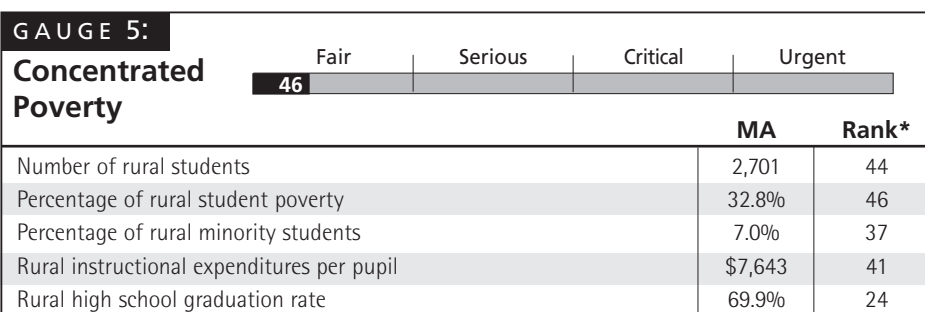 GAUGE 5:
Concentrated
Poverty
Fair Serious Critical Urgent
46
MA Rank*
Number of rural students 2,701 44
Percentage of rural student poverty 32.8% 46
Percentage of rural minority students 7.0% 37
Rural instructional expenditures per pupil $7,643 41
Rural high school graduation rate 69.9% 24